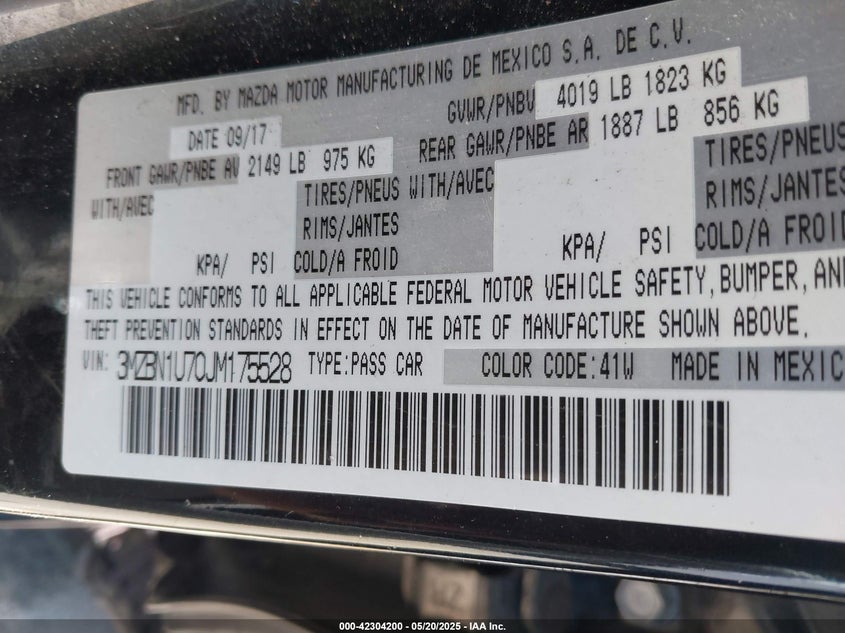 MFD. BY MAZDA MOTOR MANUFACTURING DE MEXICO S.A. DE C.V.
DATE 09/17 GVWR/PNBV 4019 LB 1823 KG
FRONT GAWR/PNBE AV 2149 LB 975 KG REAR GAWR/PNBE AR 1887 LB 856 KG
WITH/AVEC TIRES/PNEUS WITH/AVEC TIRES/PNEUS
RIMS/JANTES RIMS/JANTES
KPA/ PSI COLD/A FROID KPA/ PSI COLD/A FROID
THIS VEHICLE CONFORMS TO ALL APPLICABLE FEDERAL MOTOR VEHICLE SAFETY, BUMPER, AND
THEFT PREVENTION STANDARDS IN EFFECT ON THE DATE OF MANUFACTURE SHOWN ABOVE.
VIN: 3MZBN1U70JM175528 TYPE:PASS CAR COLOR CODE:41W MADE IN MEXIC
000-42304200 - 05/20/2025 - IAA Inc.